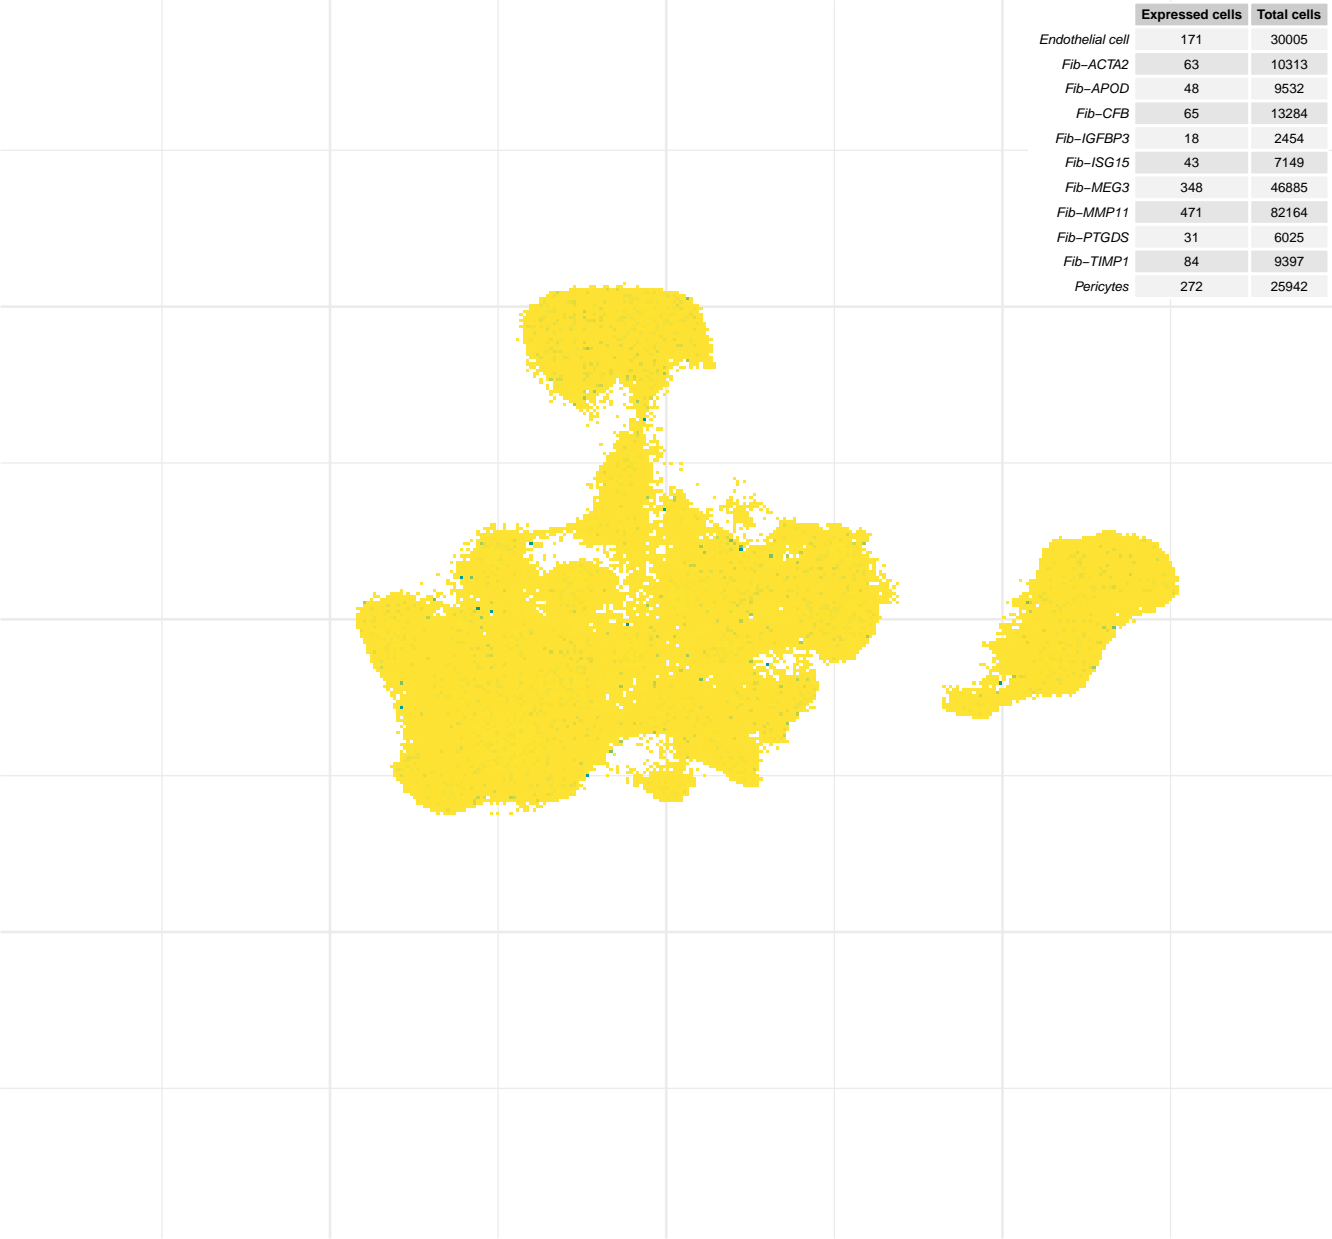 Expressed cells Total cells
Endothelial cell 171 30005
Fib−ACTA2 63 10313
Fib−APOD 48 9532
Fib−CFB 65 13284
Fib−IGFBP3 18 2454
Fib−ISG15 43 7149
Fib−MEG3 348 46885
Fib−MMP11 471 82164
Fib−PTGDS 31 6025
Fib−TIMP1 84 9397
Pericytes 272 25942